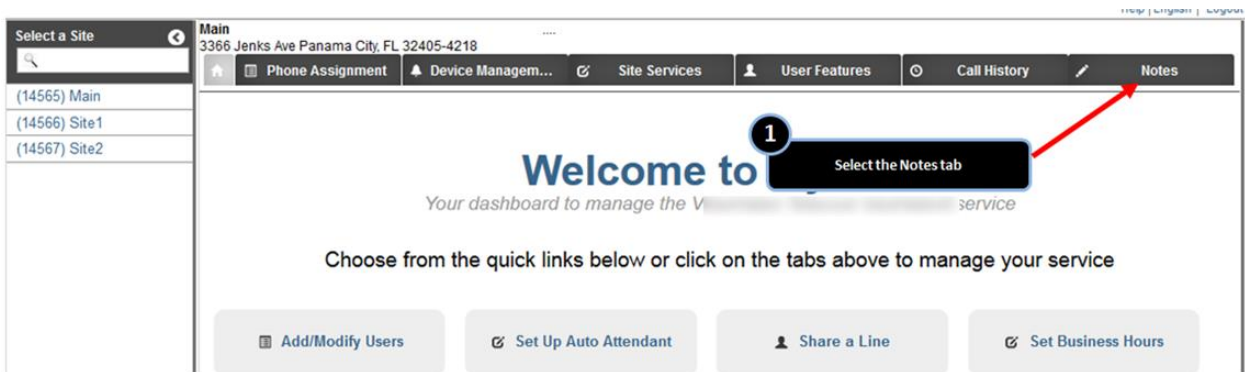 Help | English | Logout
Select a Site
Main
....
3366 Jenks Ave Panama City, FL 32405-4218
Phone Assignment
Device Managem...
Site Services
User Features
Call History
Notes
(14565) Main
(14566) Site1
(14567) Site2
1
Select the Notes tab
Welcome to
Your dashboard to manage the V
service
Choose from the quick links below or click on the tabs above to manage your service
Add/Modify Users
Set Up Auto Attendant
Share a Line
Set Business Hours